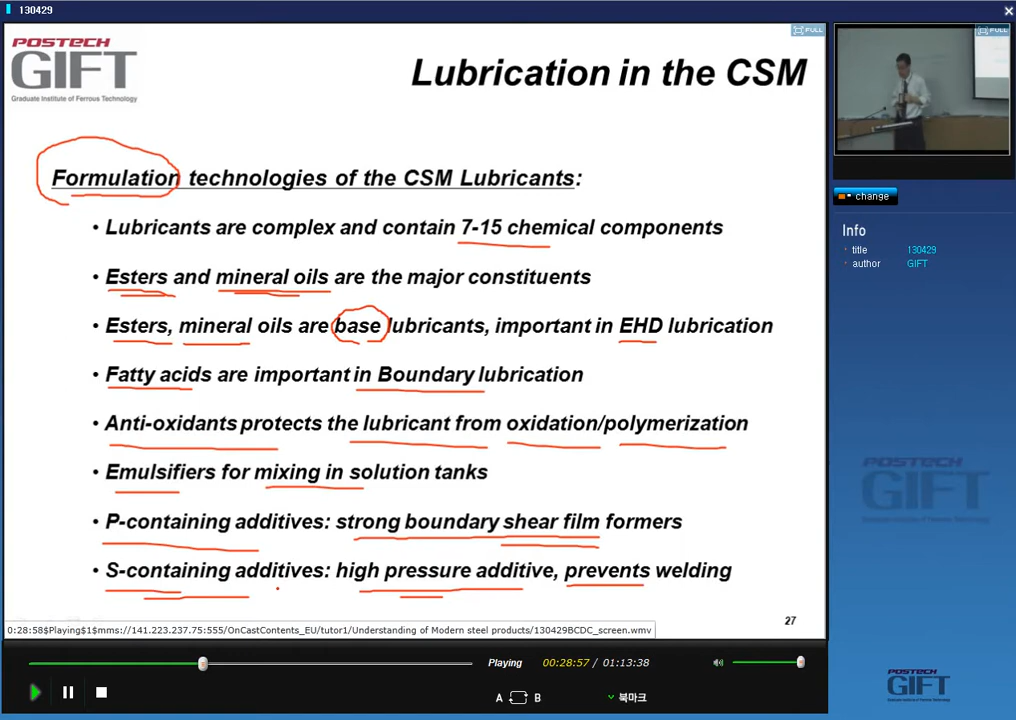 130429
POSTECH
GIFT
Graduate Institute of Ferrous Technology
Lubrication in the CSM
FULL
Formulation technologies of the CSM Lubricants:
• Lubricants are complex and contain 7-15 chemical components
• Esters and mineral oils are the major constituents
• Esters, mineral oils are base lubricants, important in EHD lubrication
• Fatty acids are important in Boundary lubrication
• Anti-oxidants protects the lubricant from oxidation/polymerization
• Emulsifiers for mixing in solution tanks
• P-containing additives: strong boundary shear film formers
• S-containing additives: high pressure additive, prevents welding
27
0:28:58$Playing$1$mms://141.223.237.75:555/OnCastContents_EU/tutor1/Understanding of Modern steel products/130429BCDC_screen.wmv
FULL
change
Info
title 130429
author GIFT
POSTECH
GIFT
Playing 00:28:57 / 01:13:38
A B 북마크
POSTECH
GIFT